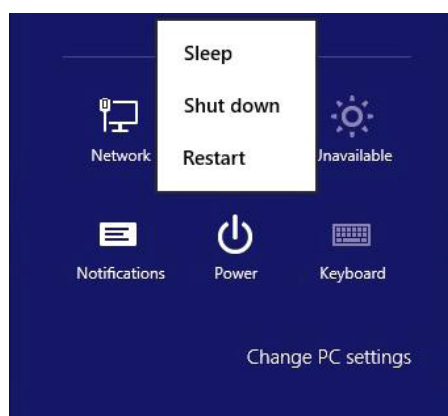 Sleep
Shut down
Restart
Network
Unavailable
Notifications
Power
Keyboard
Change PC settings